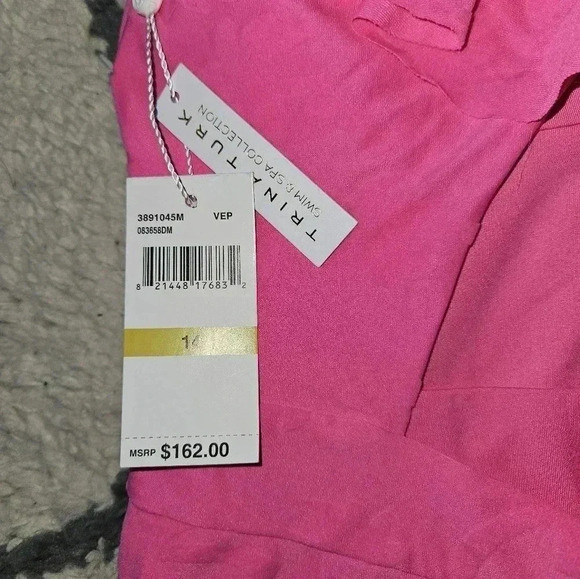 TRINA TURK
SWIM & SPA COLLECTION
3891045M VEP
083658DM
8 21448 17683 2
14
MSRP $162.00